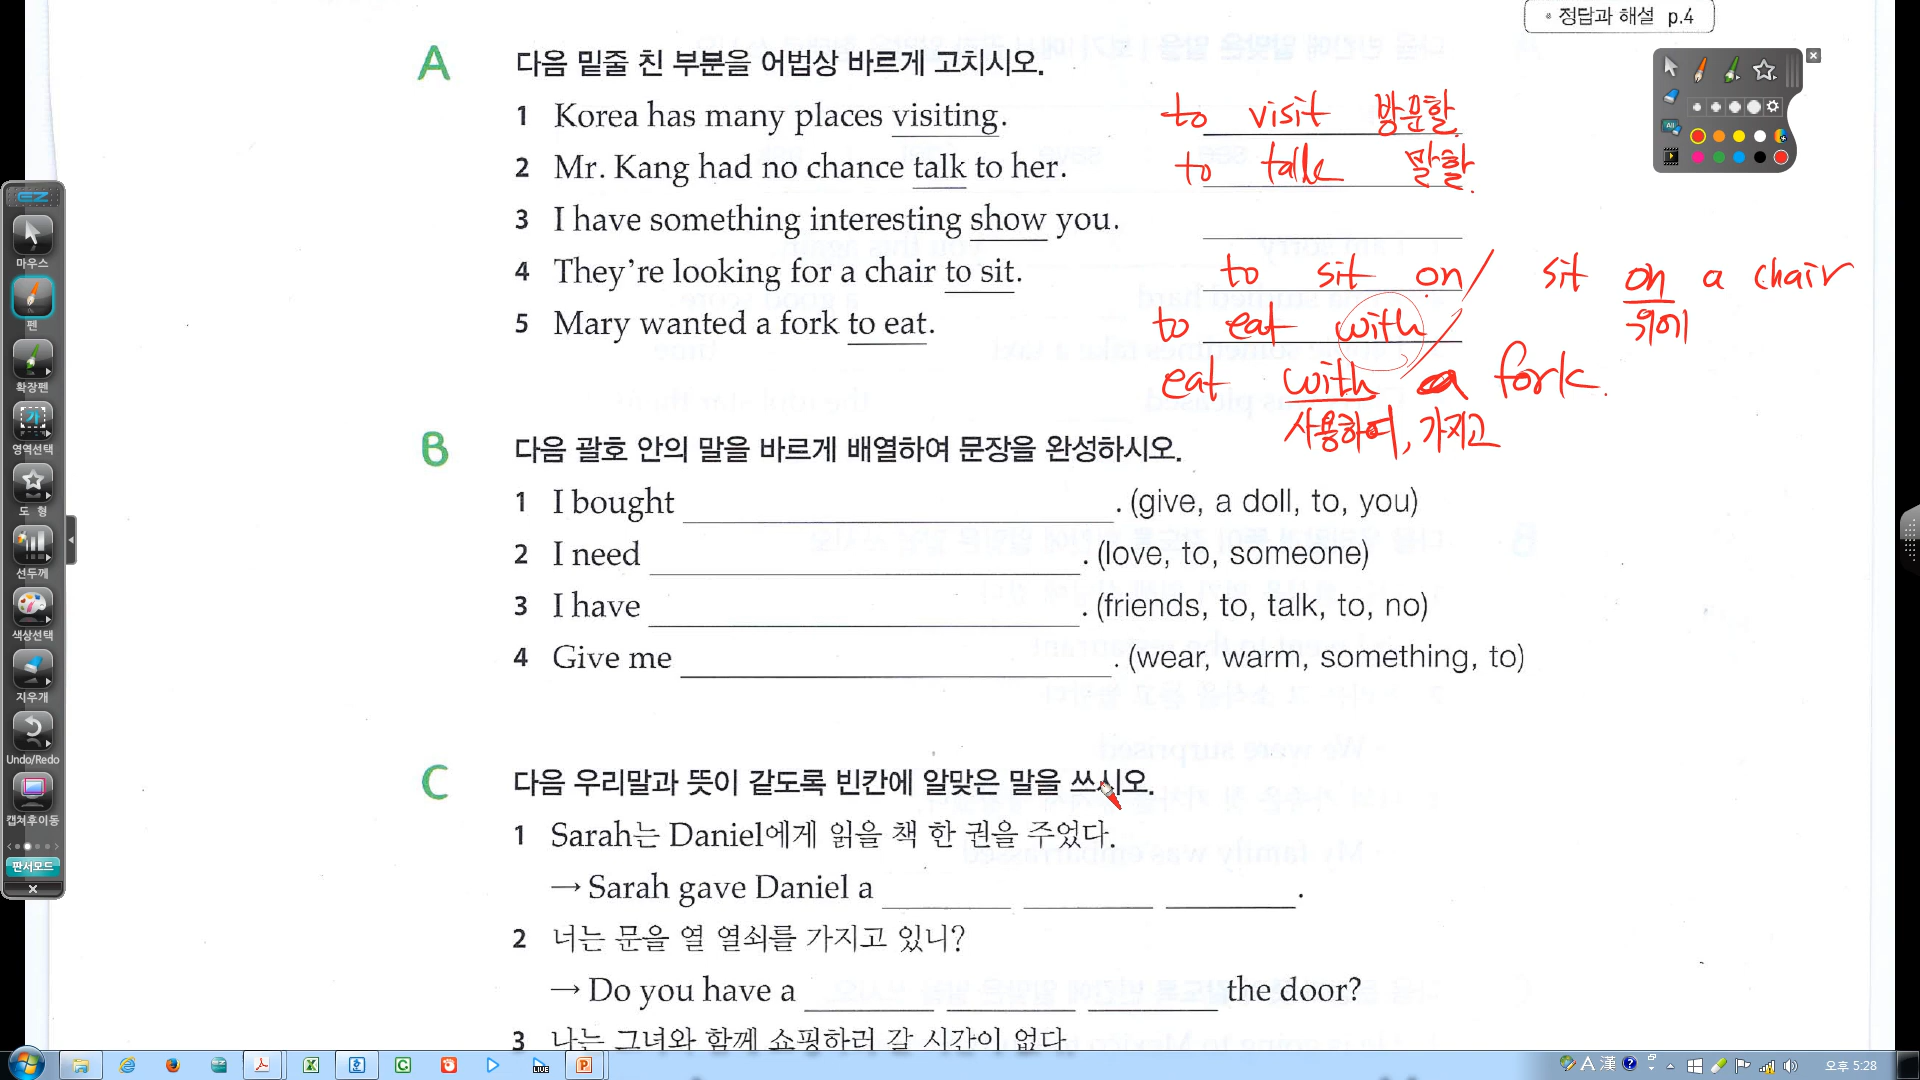 정답과 해설 p.4
A 다음 밑줄 친 부분을 어법상 바르게 고치시오.
1 Korea has many places visiting. to visit 방문할
2 Mr. Kang had no chance talk to her. to talk 말할
3 I have something interesting show you.
4 They're looking for a chair to sit. to sit on / sit on a chair
위에
5 Mary wanted a fork to eat. to eat with /
eat with a fork.
사용하여, 가지고
B 다음 괄호 안의 말을 바르게 배열하여 문장을 완성하시오.
1 I bought . (give, a doll, to, you)
2 I need . (love, to, someone)
3 I have . (friends, to, talk, to, no)
4 Give me . (wear, warm, something, to)
C 다음 우리말과 뜻이 같도록 빈칸에 알맞은 말을 쓰시오.
1 Sarah는 Daniel에게 읽을 책 한 권을 주었다.
→ Sarah gave Daniel a .
2 너는 문을 열 열쇠를 가지고 있니?
→ Do you have a the door?
3 나는 그녀와 함께 쇼핑하러 갈 시간이 없다
EZ
마우스
펜
확장펜
영역선택
도 형
선두께
색상선택
지우개
Undo/Redo
캡쳐후이동
판서모드
A 漢
오후 5:28